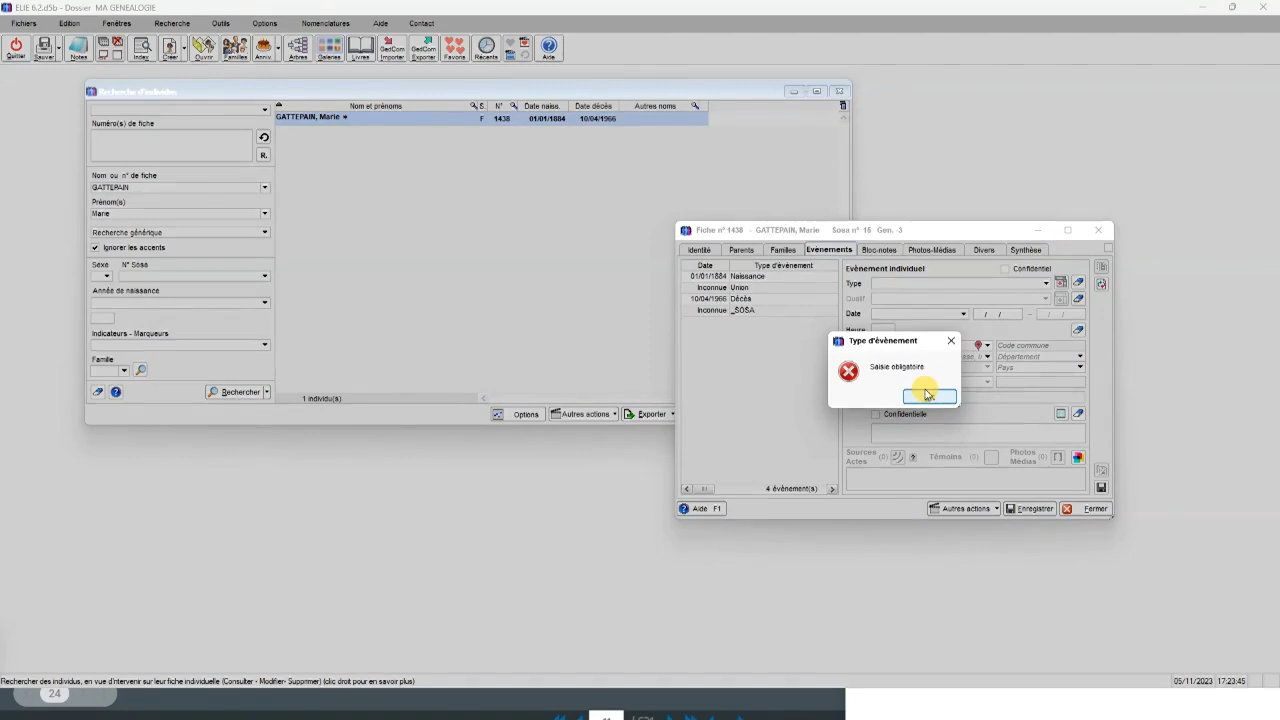 ELIE 6.2.d5b - Dossier MA GENEALOGIE
Fichiers Edition Fenêtres Recherche Outils Options Nomenclatures Aide Contact
Quitter Sauver Notes Index Créer Ouvrir Familles Anniv. Arbres Galeries Livres GedCom Importer GedCom Exporter Favoris Récents Aide
Recherche d'individus
Nom et prénoms S. N° Date naiss. Date décès Autres noms
GATTEPAIN, Marie * F 1438 01/01/1884 10/04/1966
Numéro(s) de fiche
R.
Nom ou n° de fiche
GATTEPAIN
Prénom(s)
Marie
Recherche générique
Ignorer les accents
Sexe N° Sosa
Année de naissance
Indicateurs - Marqueurs
Famille
Rechercher
1 individu(s)
Options Autres actions Exporter
Fiche n° 1438 - GATTEPAIN, Marie Sosa n° 15 Gen. -3
Identité Parents Familles Evènements Bloc-notes Photos-Médias Divers Synthèse
Date Type d'évènement
01/01/1884 Naissance
Inconnue Union
10/04/1966 Décès
Inconnue _SOSA
4 évènement(s)
Evènement individuel Confidentiel
Type
Qualif.
Date / / - / /
Heure
Code commune
Département
Pays
Type d'évènement
Saisie obligatoire
Confidentielle
Sources Actes (0) ? Témoins (0) Photos Médias (0)
Aide F1 Autres actions Enregistrer Fermer
Rechercher des individus, en vue d'intervenir sur leur fiche individuelle (Consulter - Modifier- Supprimer) (clic droit pour en savoir plus)
05/11/2023 17:23:45
24